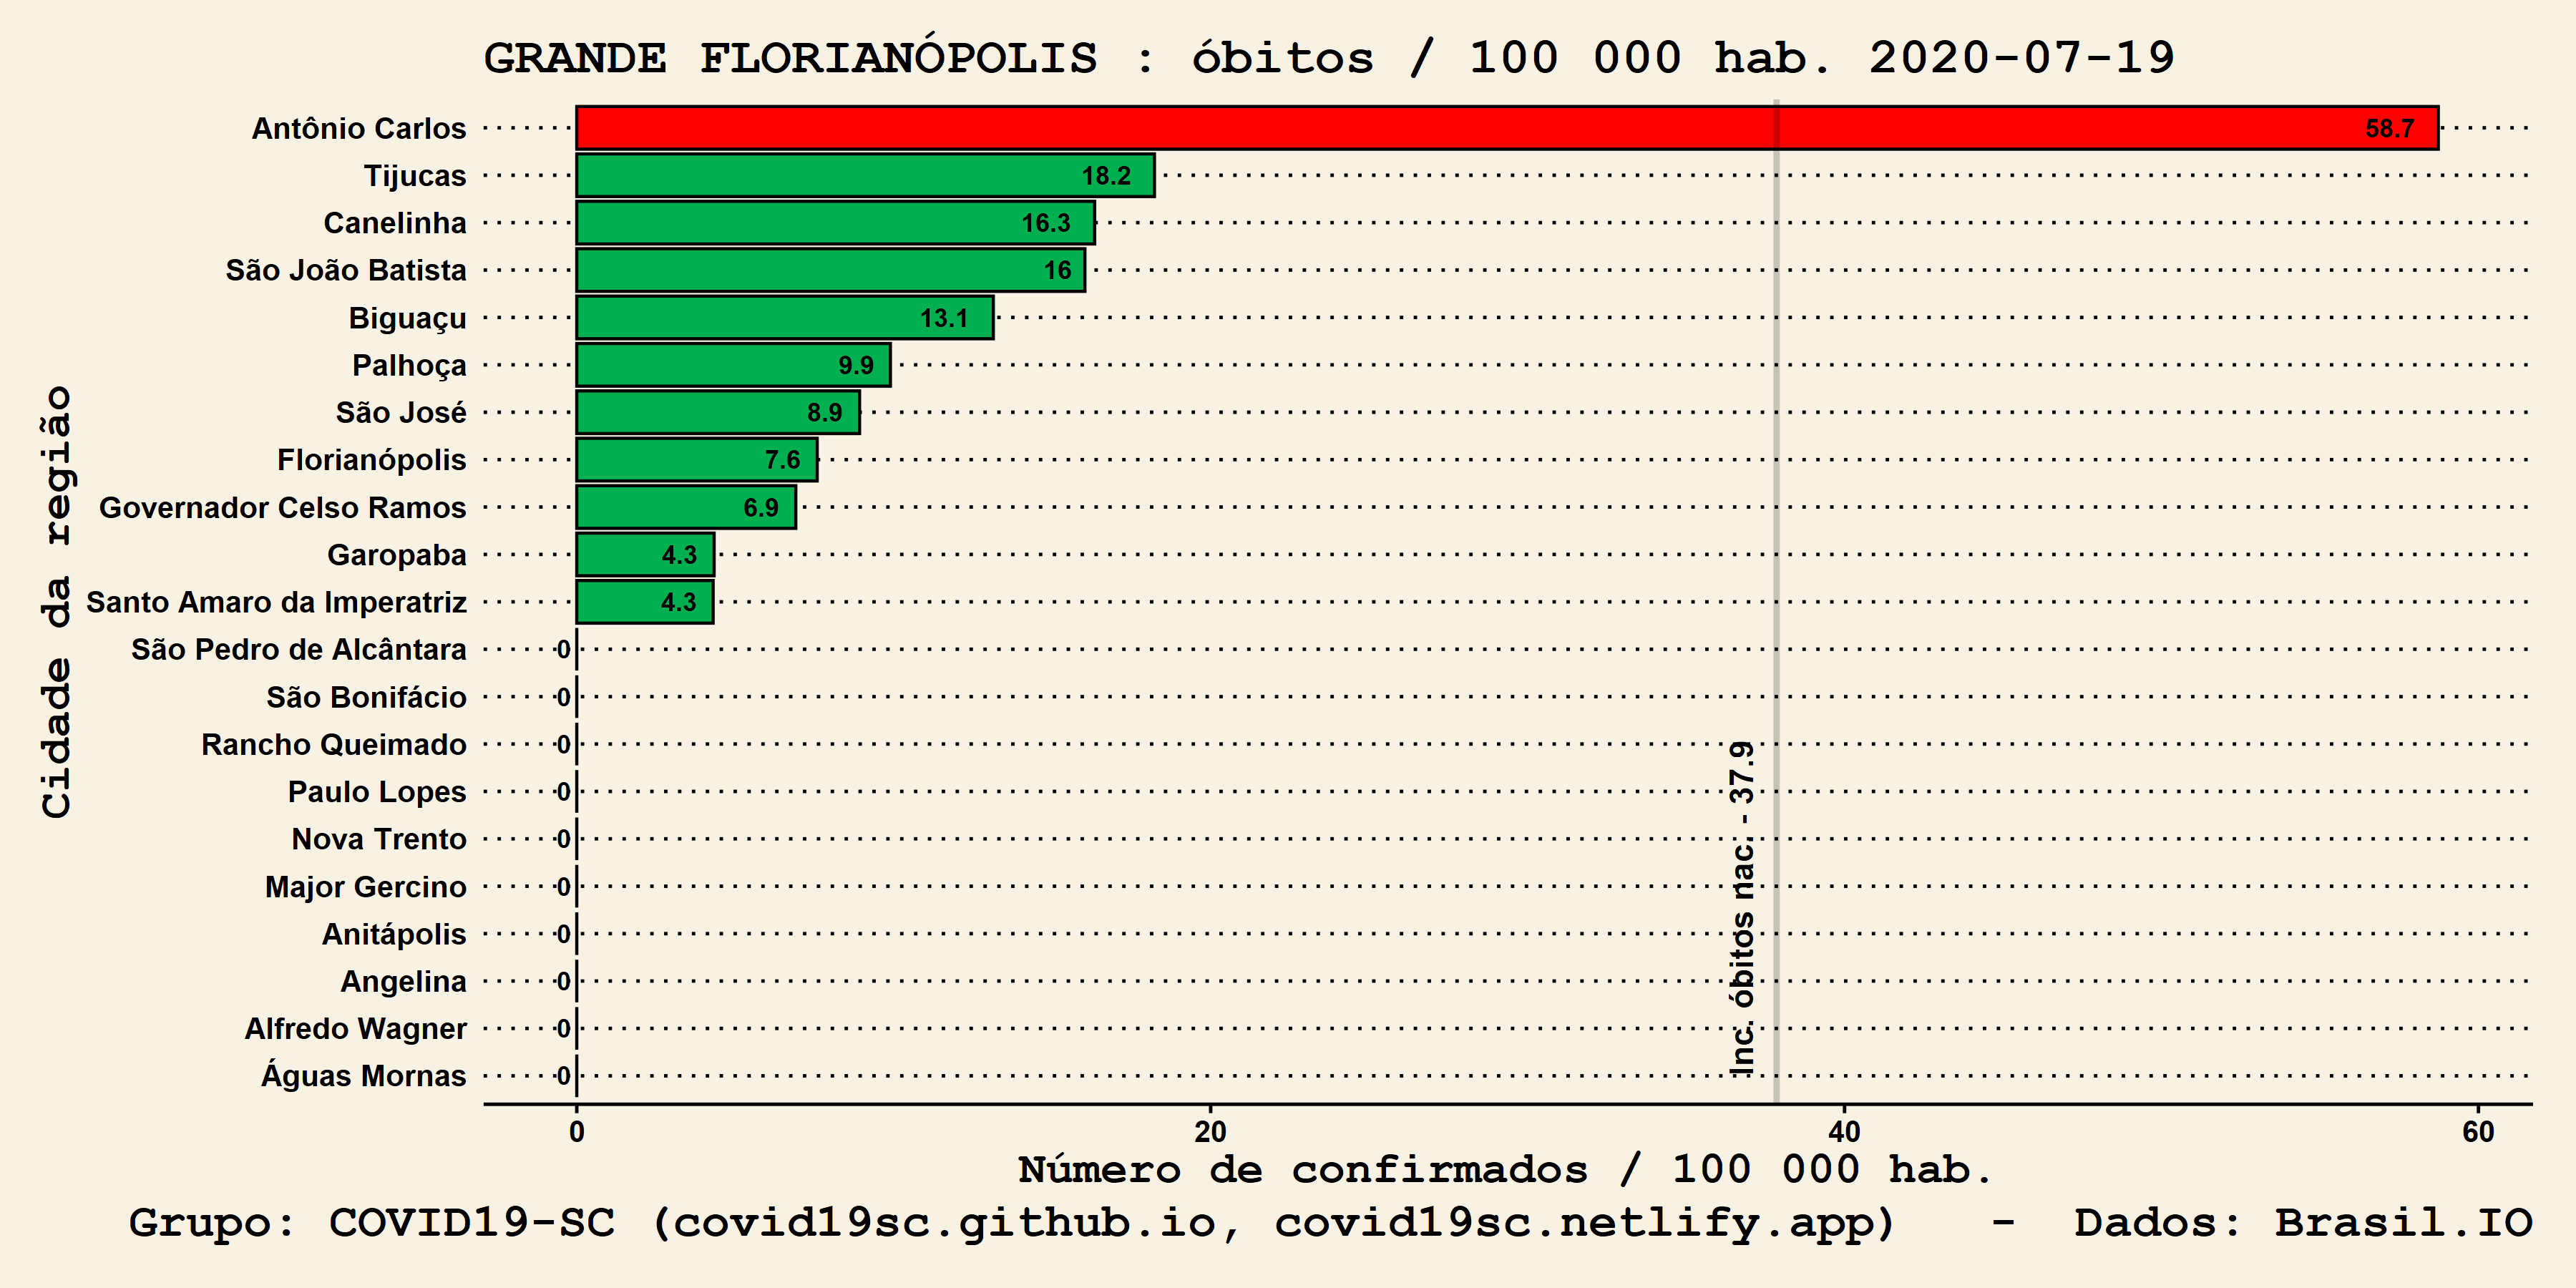 GRANDE FLORIANÓPOLIS : óbitos / 100 000 hab. 2020-07-19
Cidade da região
Antônio Carlos 58.7
Tijucas 18.2
Canelinha 16.3
São João Batista 16
Biguaçu 13.1
Palhoça 9.9
São José 8.9
Florianópolis 7.6
Governador Celso Ramos 6.9
Garopaba 4.3
Santo Amaro da Imperatriz 4.3
São Pedro de Alcântara 0
São Bonifácio 0
Rancho Queimado 0
Paulo Lopes 0
Nova Trento 0
Major Gercino 0
Anitápolis 0
Angelina 0
Alfredo Wagner 0
Águas Mornas 0
Inc. óbitos nac. - 37.9
0 20 40 60
Número de confirmados / 100 000 hab.
Grupo: COVID19-SC (covid19sc.github.io, covid19sc.netlify.app) - Dados: Brasil.IO